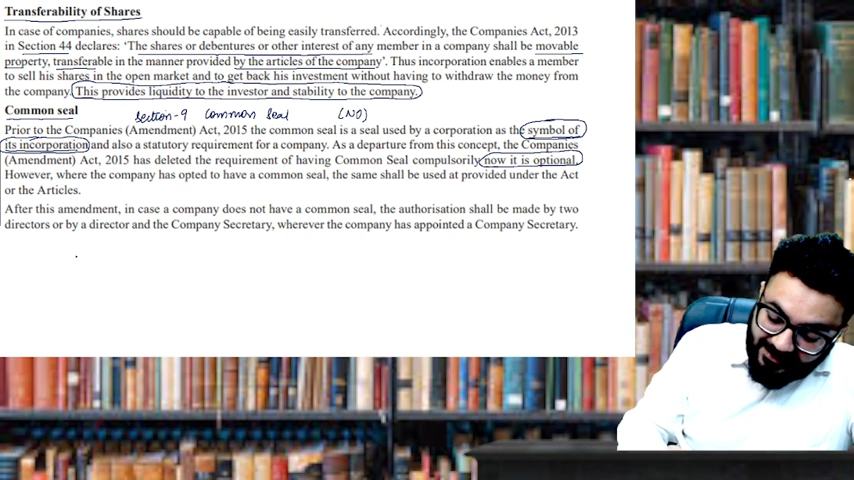 Transferability of Shares
In case of companies, shares should be capable of being easily transferred. Accordingly, the Companies Act, 2013
in Section 44 declares: ‘The shares or debentures or other interest of any member in a company shall be movable
property, transferable in the manner provided by the articles of the company’. Thus incorporation enables a member
to sell his shares in the open market and to get back his investment without having to withdraw the money from
the company. This provides liquidity to the investor and stability to the company.
Common seal
section-9 Common Seal (NO)
Prior to the Companies (Amendment) Act, 2015 the common seal is a seal used by a corporation as the symbol of
its incorporation and also a statutory requirement for a company. As a departure from this concept, the Companies
(Amendment) Act, 2015 has deleted the requirement of having Common Seal compulsorily now it is optional.
However, where the company has opted to have a common seal, the same shall be used at provided under the Act
or the Articles.
After this amendment, in case a company does not have a common seal, the authorisation shall be made by two
directors or by a director and the Company Secretary, wherever the company has appointed a Company Secretary.